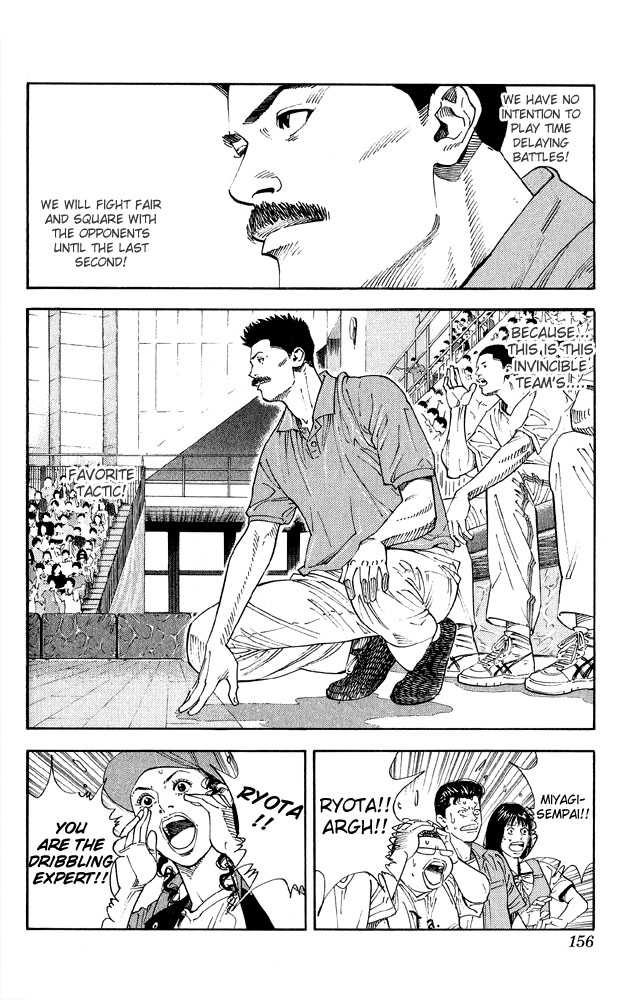 WE HAVE NO
INTENTION TO
PLAY TIME
DELAYING
BATTLES!
WE WILL FIGHT FAIR
AND SQUARE WITH
THE OPPONENTS
UNTIL THE LAST
SECOND!
BECAUSE...
THIS IS THIS
INVINCIBLE
TEAM'S!...
FAVORITE
TACTIC!
MIYAGI-
SEMPAI!!
RYOTA!!
ARGH!!
RYOTA
!!
YOU
ARE THE
DRIBBLING
EXPERT!!
156